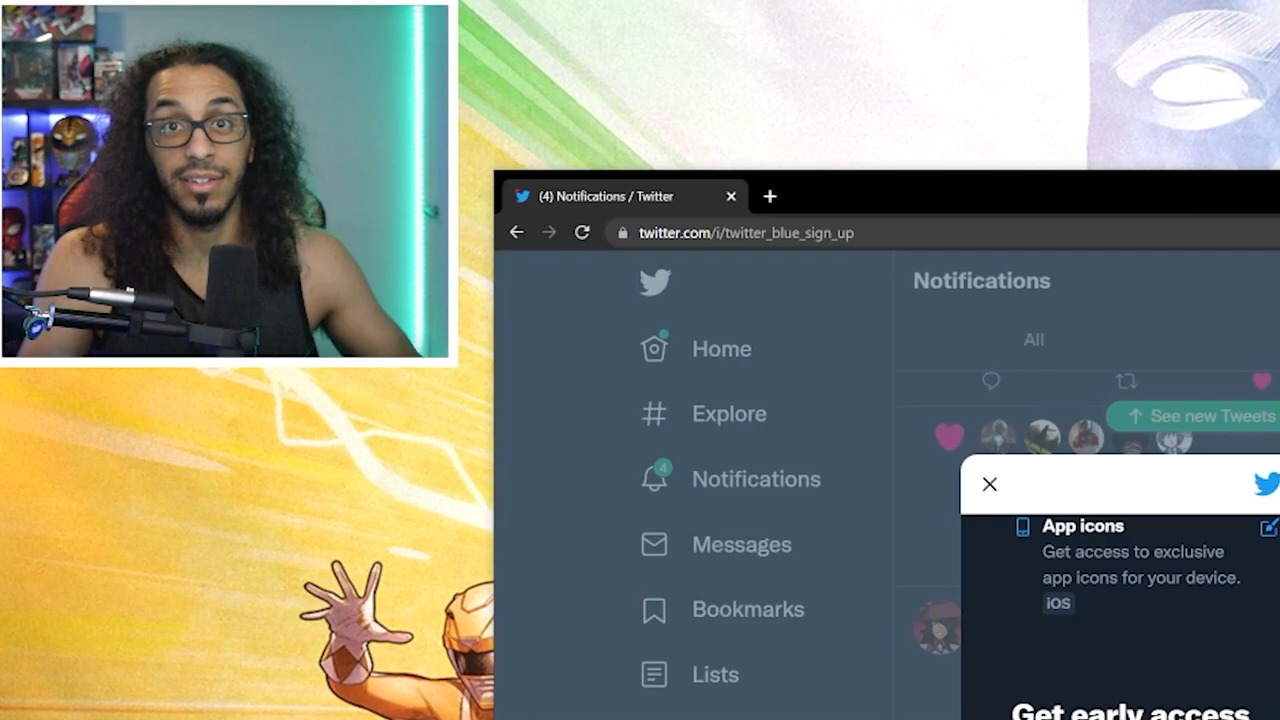 (4) Notifications / Twitter
twitter.com/i/twitter_blue_sign_up
Notifications
Home
All
Explore
See new Tweets
4
Notifications
App icons
Get access to exclusive
app icons for your device.
iOS
Messages
Bookmarks
Lists
Get early access